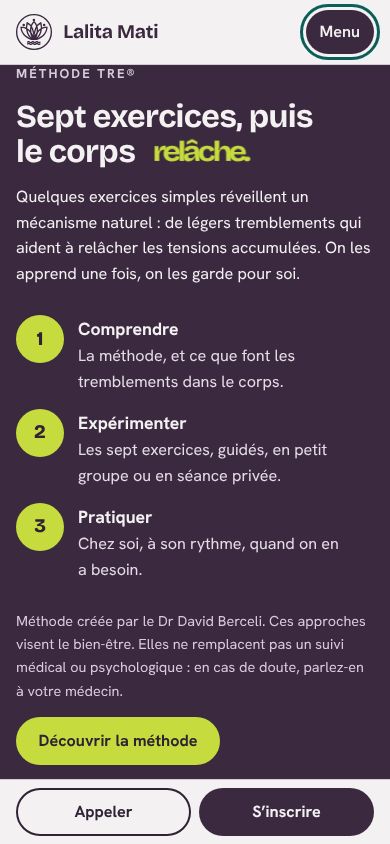 Lalita Mati
Menu
MÉTHODE TRE®
Sept exercices, puis
le corps relâche.
Quelques exercices simples réveillent un
mécanisme naturel : de légers tremblements qui
aident à relâcher les tensions accumulées. On les
apprend une fois, on les garde pour soi.
1
Comprendre
La méthode, et ce que font les
tremblements dans le corps.
2
Expérimenter
Les sept exercices, guidés, en petit
groupe ou en séance privée.
3
Pratiquer
Chez soi, à son rythme, quand on en
a besoin.
Méthode créée par le Dr David Berceli. Ces approches
visent le bien-être. Elles ne remplacent pas un suivi
médical ou psychologique : en cas de doute, parlez-en
à votre médecin.
Découvrir la méthode
Appeler
S’inscrire